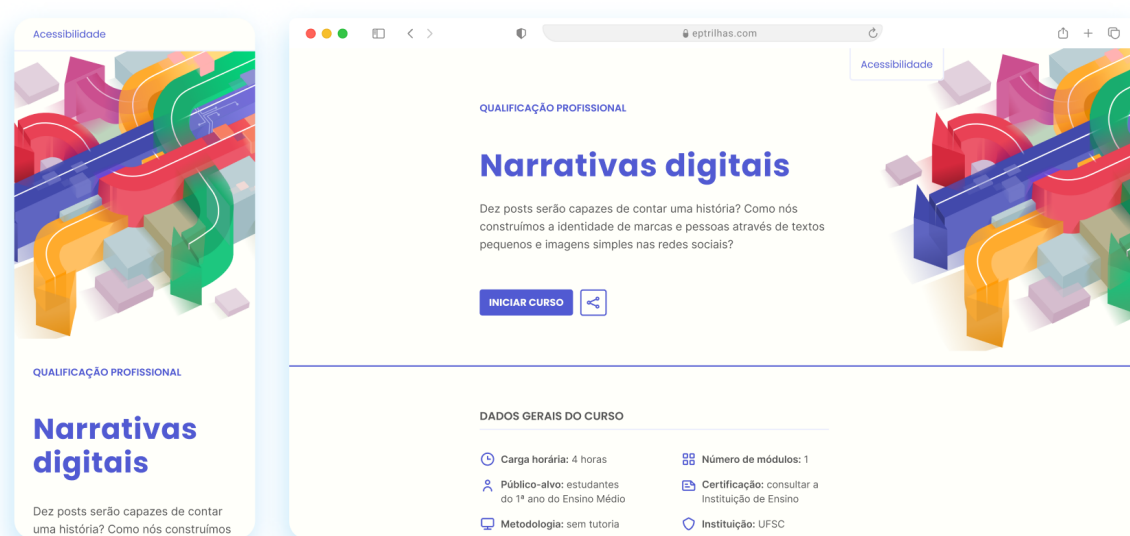 Acessibilidade
QUALIFICAÇÃO PROFISSIONAL
Narrativas
digitais
Dez posts serão capazes de contar
uma história? Como nós construímos
eptrilhas.com
Acessibilidade
QUALIFICAÇÃO PROFISSIONAL
Narrativas digitais
Dez posts serão capazes de contar uma história? Como nós
construímos a identidade de marcas e pessoas através de textos
pequenos e imagens simples nas redes sociais?
INICIAR CURSO
DADOS GERAIS DO CURSO
Carga horária: 4 horas
Número de módulos: 1
Público-alvo: estudantes
do 1ª ano do Ensino Médio
Certificação: consultar a
Instituição de Ensino
Metodologia: sem tutoria
Instituição: UFSC